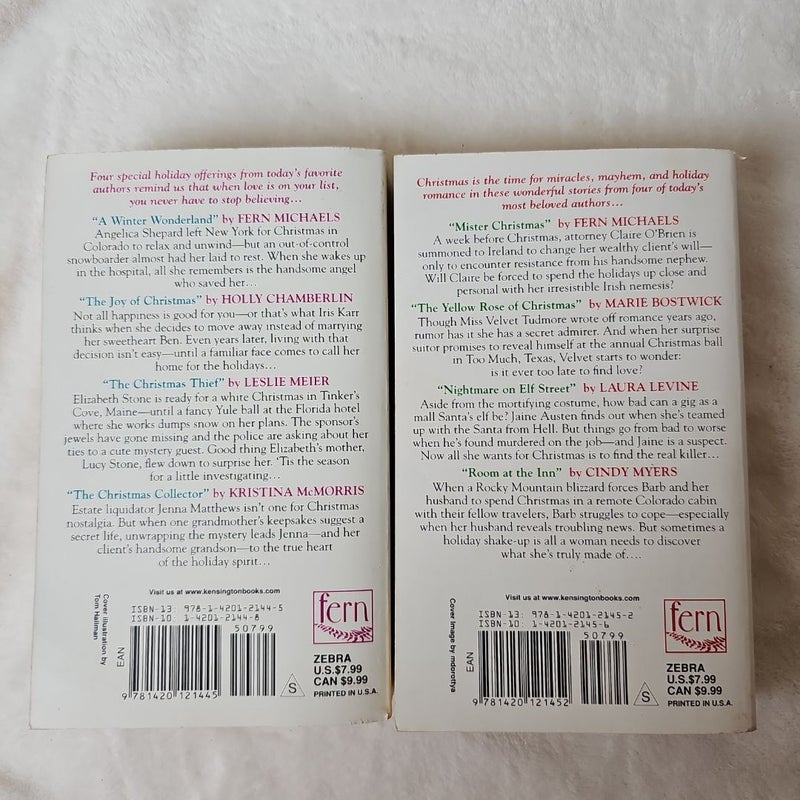 Four special holiday offerings from today's favorite
authors remind us that when love is on your list,
you never have to stop believing…
"A Winter Wonderland" by FERN MICHAELS
Angelica Shepard left New York for Christmas in
Colorado to relax and unwind—but an out-of-control
snowboarder almost had her laid to rest. When she wakes up
in the hospital, all she remembers is the handsome angel
who saved her…
"The Joy of Christmas" by HOLLY CHAMBERLIN
Not all happiness is good for you—or that's what Iris Karr
thinks when she decides to move away instead of marrying
her sweetheart Ben. Even years later, living with that
decision isn't easy—until a familiar face comes to call her
home for the holidays…
"The Christmas Thief" by LESLIE MEIER
Elizabeth Stone is ready for a white Christmas in Tinker's
Cove, Maine—until a fancy Yule ball at the Florida hotel
where she works dumps snow on her plans. The sponsor's
jewels have gone missing and the police are asking about her
ties to a cute mystery guest. Good thing Elizabeth's mother,
Lucy Stone, flew down to surprise her. 'Tis the season
for a little investigating…
"The Christmas Collector" by KRISTINA McMORRIS
Estate liquidator Jenna Matthews isn't one for Christmas
nostalgia. But when one grandmother's keepsakes suggest a
secret life, unwrapping the mystery leads Jenna—and her
client's handsome grandson—to the true heart
of the holiday spirit…
Visit us at www.kensingtonbooks.com
Cover illustration by
Tom Hallman
EAN
ISBN-13: 978-1-4201-2144-5
ISBN-10: 1-4201-2144-8
50799
9 781420 121445
S
fern
ZEBRA
U.S.$7.99
CAN $9.99
PRINTED IN U.S.A.
Christmas is the time for miracles, mayhem, and holiday
romance in these wonderful stories from four of today's
most beloved authors…
"Mister Christmas" by FERN MICHAELS
A week before Christmas, attorney Claire O'Brien is
summoned to Ireland to change her wealthy client's will—
only to encounter resistance from his handsome nephew.
Will Claire be forced to spend the holidays up close and
personal with her irresistible Irish nemesis?
"The Yellow Rose of Christmas" by MARIE BOSTWICK
Though Miss Velvet Tudmore wrote off romance years ago,
rumor has it she has a secret admirer. And when her surprise
suitor promises to reveal himself at the annual Christmas ball
in Too Much, Texas, Velvet starts to wonder:
is it ever too late to find love?
"Nightmare on Elf Street" by LAURA LEVINE
Aside from the mortifying costume, how bad can a gig as a
mall Santa's elf be? Jaine Austen finds out when she's teamed
up with the Santa from Hell. But things go from bad to worse
when he's found murdered on the job—and Jaine is a suspect.
Now all she wants for Christmas is to find the real killer…
"Room at the Inn" by CINDY MYERS
When a Rocky Mountain blizzard forces Barb and her
husband to spend Christmas in a remote Colorado cabin
with their fellow travelers, Barb struggles to cope—especially
when her husband reveals troubling news. But sometimes a
holiday shake-up is all a woman needs to discover
what she's truly made of….
Visit us at www.kensingtonbooks.com
Cover image by mdorottya
EAN
ISBN-13: 978-1-4201-2145-2
ISBN-10: 1-4201-2145-6
50799
9 781420 121452
S
fern
ZEBRA
U.S.$7.99
CAN $9.99
PRINTED IN U.S.A.